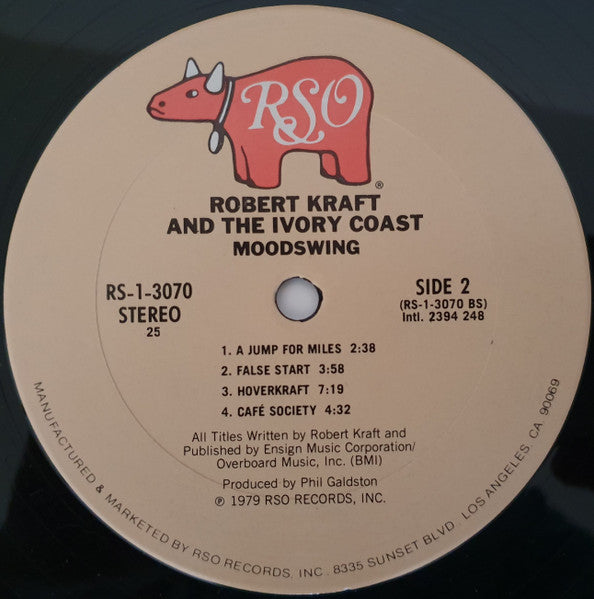 RSO
®
ROBERT KRAFT
AND THE IVORY COAST
MOODSWING
RS-1-3070
STEREO
25
SIDE 2
(RS-1-3070 BS)
Intl. 2394 248
1. A JUMP FOR MILES 2:38
2. FALSE START 3:58
3. HOVERKRAFT 7:19
4. CAFÉ SOCIETY 4:32
All Titles Written by Robert Kraft and
Published by Ensign Music Corporation/
Overboard Music, Inc. (BMI)
Produced by Phil Galdston
℗ 1979 RSO RECORDS, INC.
MANUFACTURED & MARKETED BY RSO RECORDS, INC., 8335 SUNSET BLVD., LOS ANGELES, CA. 90069